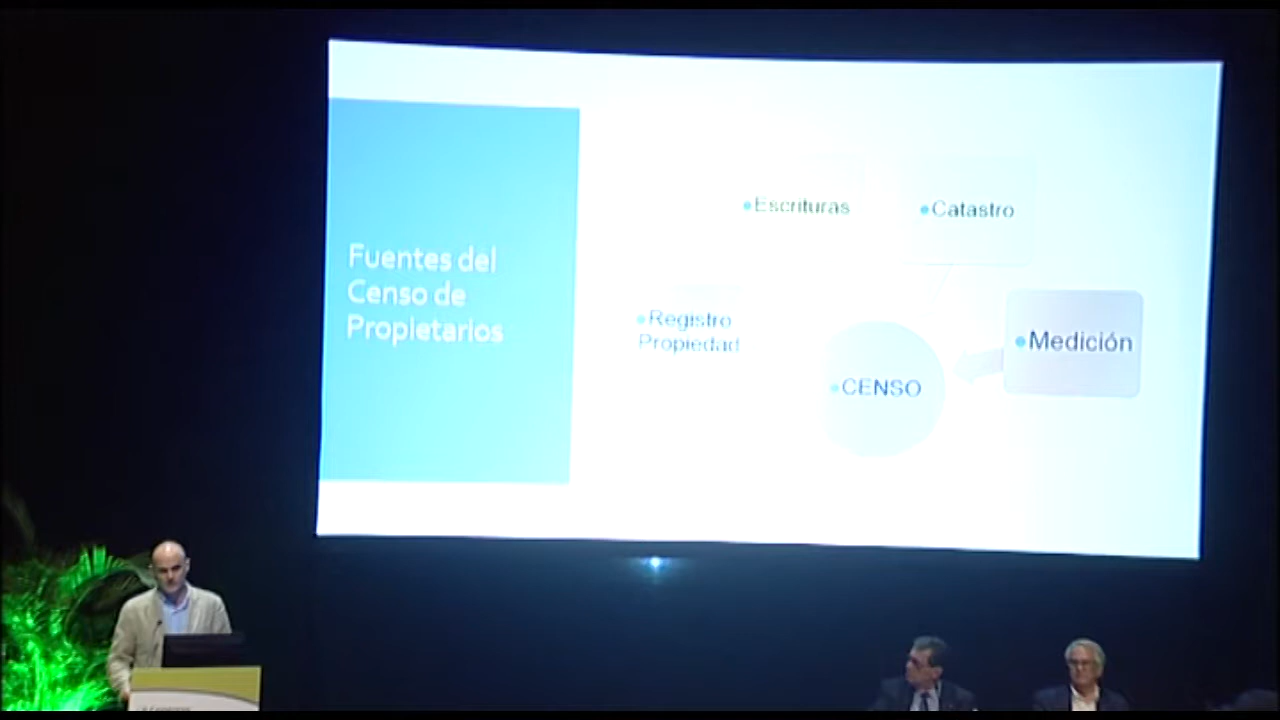 Fuentes del
Censo de
Propietarios
•Escrituras
•Catastro
•Registro
Propiedad
•Medición
•CENSO